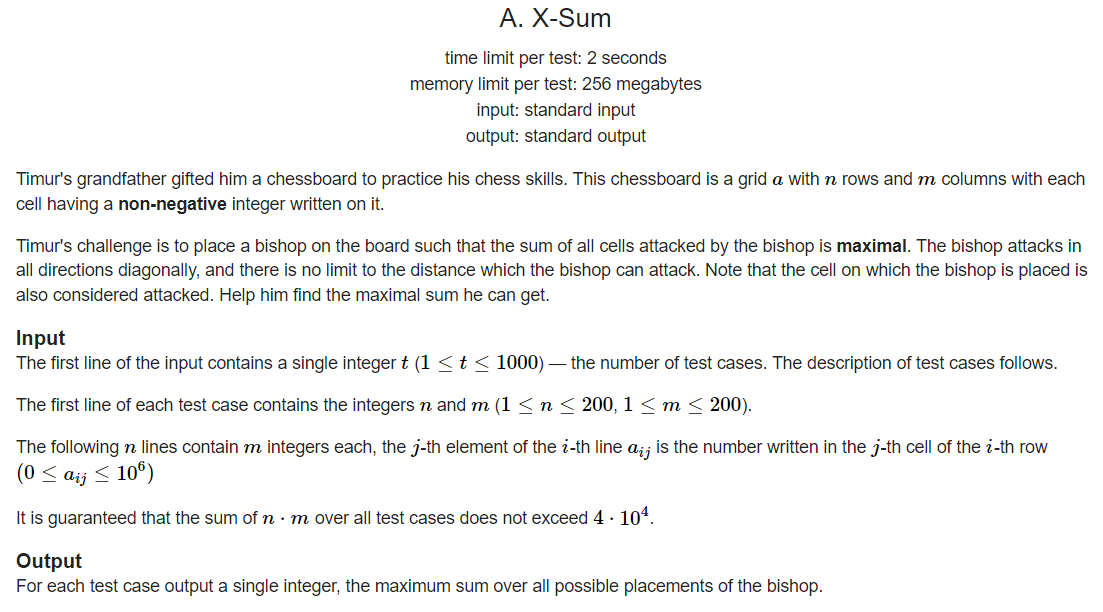 A. X-Sum
time limit per test: 2 seconds
memory limit per test: 256 megabytes
input: standard input
output: standard output
Timur's grandfather gifted him a chessboard to practice his chess skills. This chessboard is a grid a with n rows and m columns with each
cell having a non-negative integer written on it.
Timur's challenge is to place a bishop on the board such that the sum of all cells attacked by the bishop is maximal. The bishop attacks in
all directions diagonally, and there is no limit to the distance which the bishop can attack. Note that the cell on which the bishop is placed is
also considered attacked. Help him find the maximal sum he can get.
Input
The first line of the input contains a single integer t (1 ≤ t ≤ 1000) — the number of test cases. The description of test cases follows.
The first line of each test case contains the integers n and m (1 ≤ n ≤ 200, 1 ≤ m ≤ 200).
The following n lines contain m integers each, the j-th element of the i-th line a_{ij} is the number written in the j-th cell of the i-th row
(0 ≤ a_{ij} ≤ 10^6)
It is guaranteed that the sum of n · m over all test cases does not exceed 4 · 10^4.
Output
For each test case output a single integer, the maximum sum over all possible placements of the bishop.